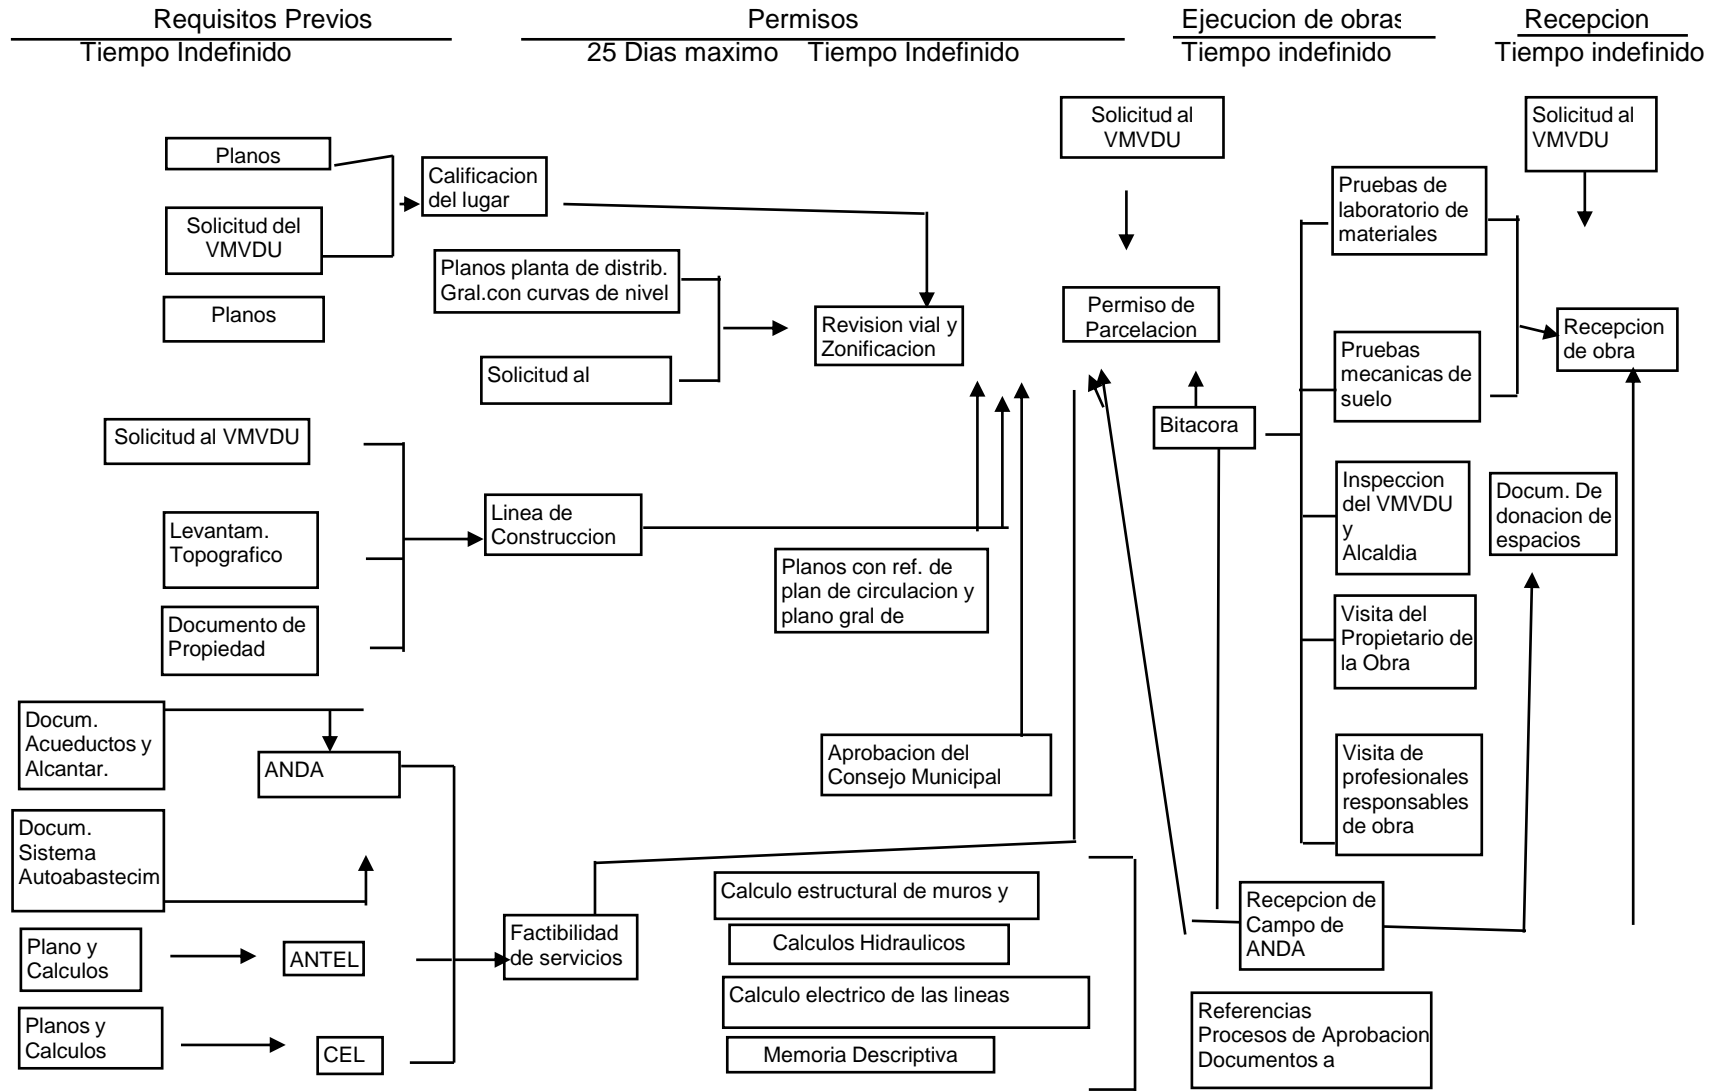 Requisitos Previos
Tiempo Indefinido
Permisos
25 Dias maximo Tiempo Indefinido
Ejecucion de obras
Tiempo indefinido
Recepcion
Tiempo indefinido
Planos
Solicitud del
VMVDU
Planos
Calificacion
del lugar
Planos planta de distrib.
Gral.con curvas de nivel
Solicitud al
Revision vial y
Zonificacion
Solicitud al
VMVDU
Permiso de
Parcelacion
Bitacora
Pruebas de
laboratorio de
materiales
Pruebas
mecanicas de
suelo
Inspeccion
del VMVDU
y
Alcaldia
Visita del
Propietario de
la Obra
Visita de
profesionales
responsables
de obra
Solicitud al
VMVDU
Recepcion
de obra
Docum. De
donacion de
espacios
Solicitud al VMVDU
Levantam.
Topografico
Documento de
Propiedad
Linea de
Construccion
Planos con ref. de
plan de circulacion y
plano gral de
Aprobacion del
Consejo Municipal
Docum.
Acueductos y
Alcantar.
ANDA
Docum.
Sistema
Autoabastecim
Plano y
Calculos
ANTEL
Planos y
Calculos
CEL
Factibilidad
de servicios
Calculo estructural de muros y
Calculos Hidraulicos
Calculo electrico de las lineas
Memoria Descriptiva
Recepcion de
Campo de
ANDA
Referencias
Procesos de Aprobacion
Documentos a